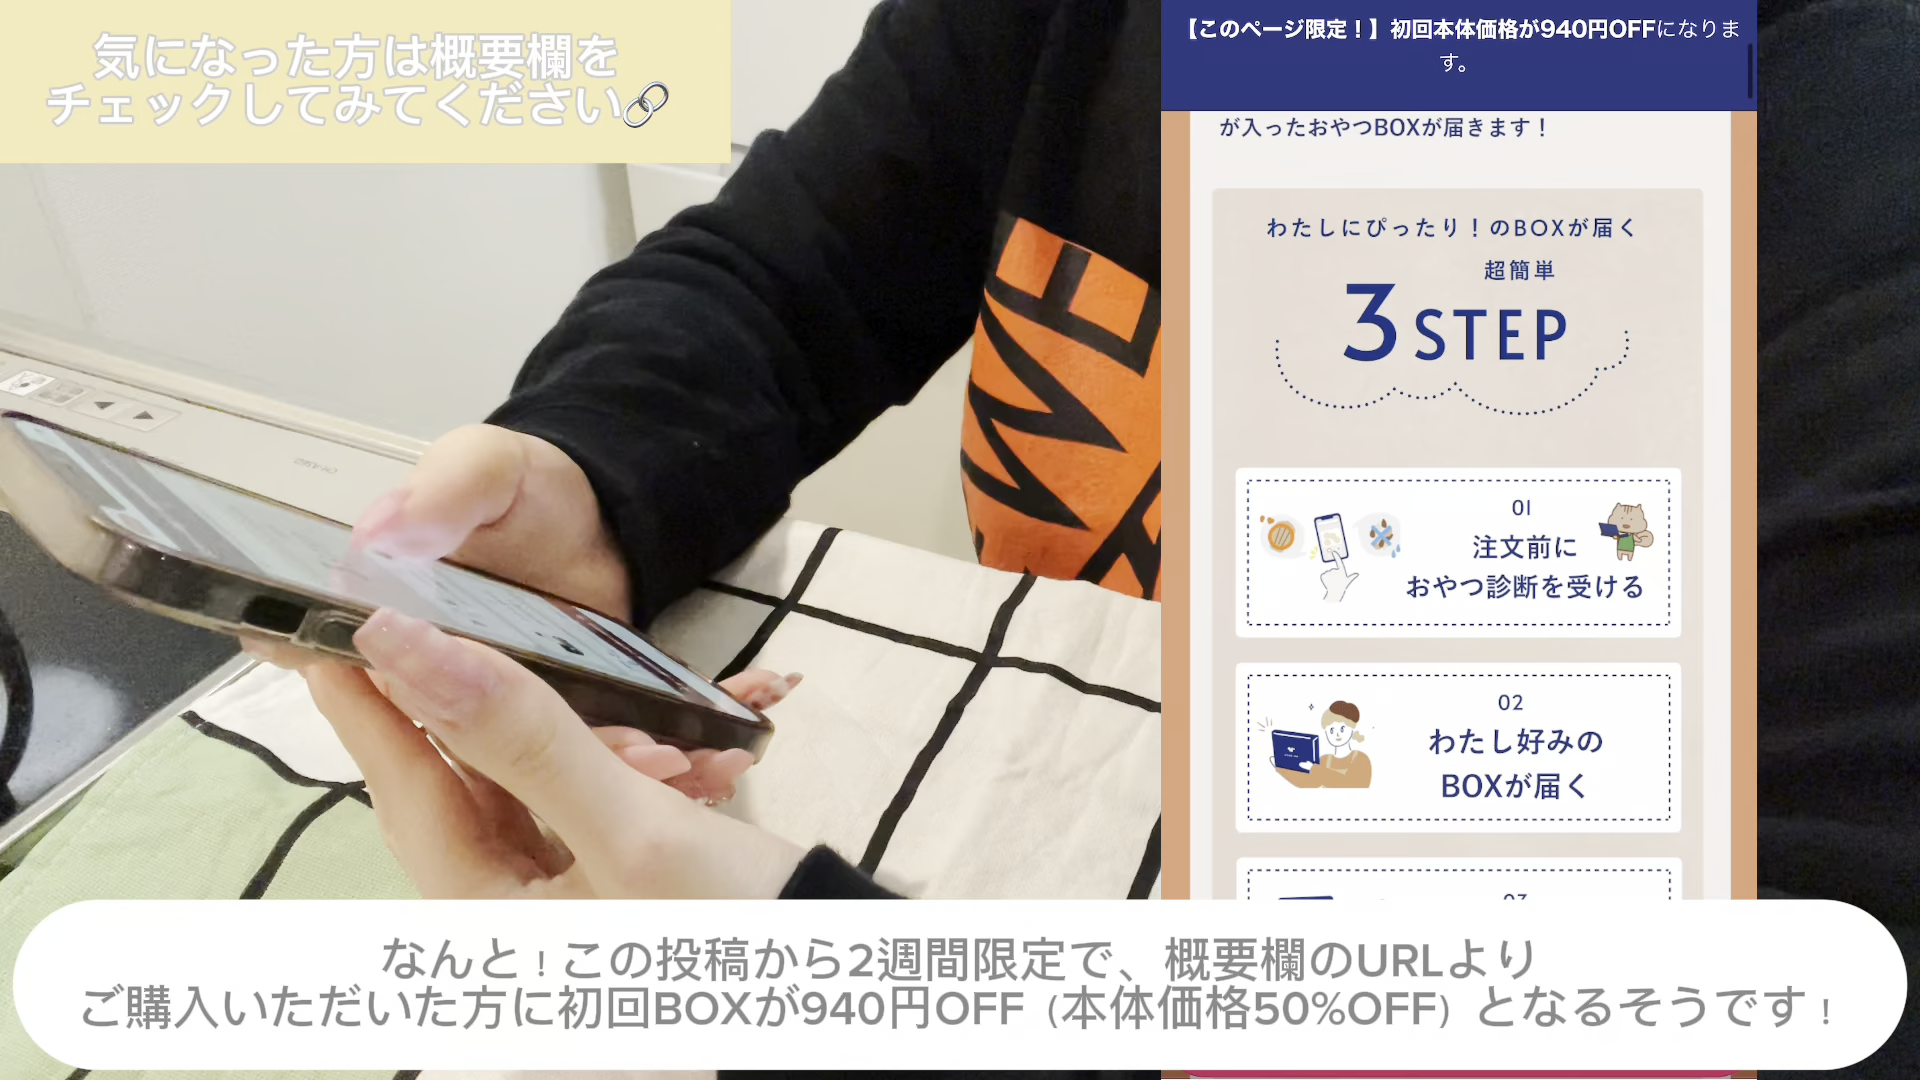 気になった方は概要欄を
チェックしてみてください
【このページ限定!】初回本体価格が940円OFFになりま
す。
が入ったおやつBOXが届きます!
わたしにぴったり!のBOXが届く
超簡単
3 STEP
01
注文前に
おやつ診断を受ける
02
わたし好みの
BOXが届く
なんと!この投稿から2週間限定で、概要欄のURLより
ご購入いただいた方に初回BOXが940円OFF(本体価格50%OFF)となるそうです!